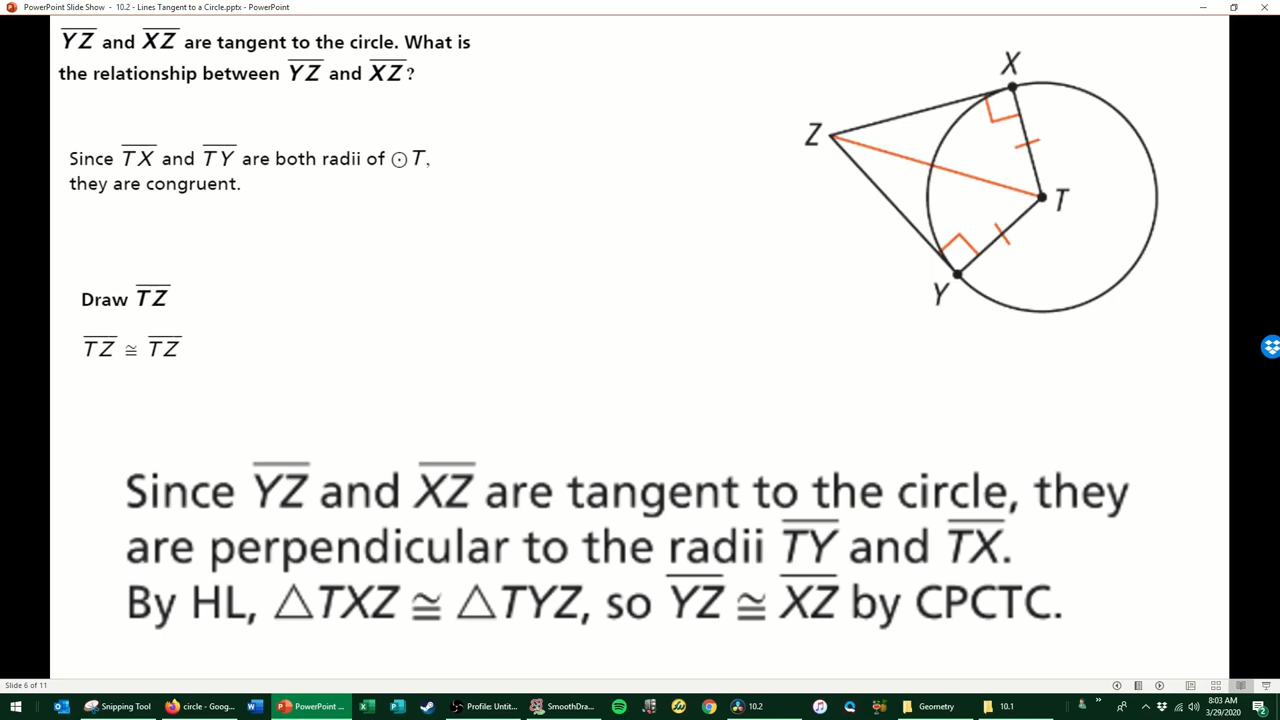 PowerPoint Slide Show - 10.2 - Lines Tangent to a Circle.pptx - PowerPoint
YZ and XZ are tangent to the circle. What is
the relationship between YZ and XZ?
X
Z
Since TX and TY are both radii of ⊙T,
they are congruent.
T
Y
Draw TZ
TZ ≅ TZ
Since YZ and XZ are tangent to the circle, they
are perpendicular to the radii TY and TX.
By HL, △TXZ ≅ △TYZ, so YZ ≅ XZ by CPCTC.
Slide 6 of 11
Snipping Tool
circle - Goog...
PowerPoint ...
Profile: Untit...
SmoothDra...
10.2
Geometry
10.1
8:03 AM
3/29/2020
2